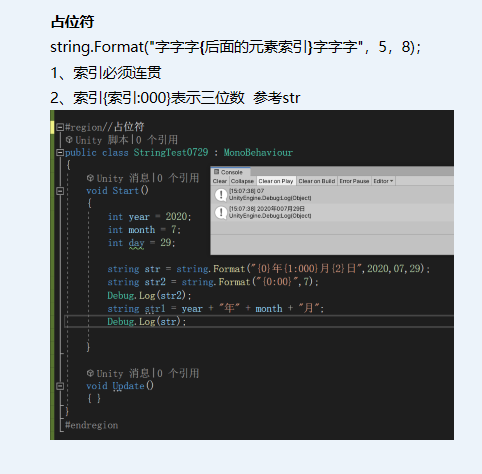 占位符
string.Format("字字字{后面的元素索引}字字字", 5, 8);
1、索引必须连贯
2、索引{索引:000}表示三位数 参考str
#region//占位符
Unity 脚本|0 个引用
public class StringTest0729 : MonoBehaviour
{
Console
Clear Collapse Clear on Play Clear on Build Error Pause Editor
[15:07:38] 07
UnityEngine.Debug:Log(Object)
[15:07:38] 2020年007月29日
UnityEngine.Debug:Log(Object)
Unity 消息|0 个引用
void Start()
{
int year = 2020;
int month = 7;
int day = 29;
string str = string.Format("{0}年{1:000}月{2}日",2020,07,29);
string str2 = string.Format("{0:00}",7);
Debug.Log(str2);
string str1 = year + "年" + month + "月";
Debug.Log(str);
}
Unity 消息|0 个引用
void Update()
{ }
}
#endregion